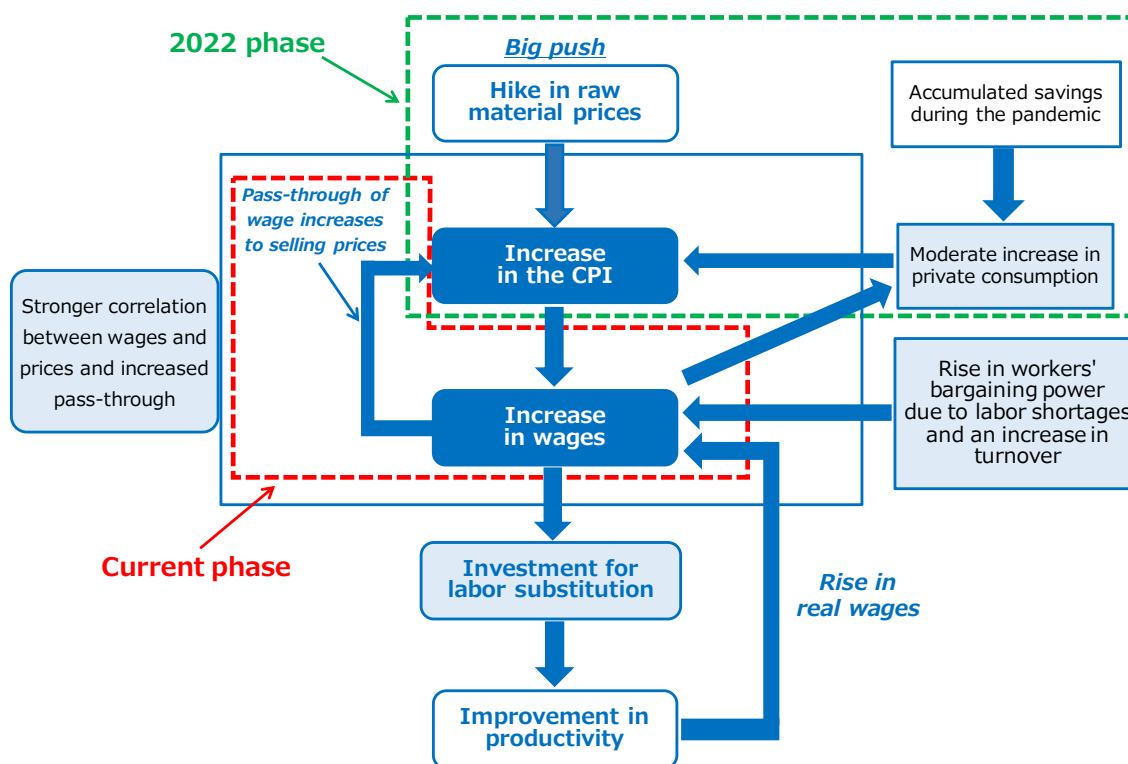 2022 phase
Big push
Hike in raw
material prices
Accumulated savings
during the pandemic
Pass-through of
wage increases
to selling prices
Increase
in the CPI
Moderate increase in
private consumption
Stronger correlation
between wages and
prices and increased
pass-through
Increase
in wages
Rise in workers'
bargaining power
due to labor shortages
and an increase in
turnover
Current phase
Investment for
labor substitution
Rise in
real wages
Improvement in
productivity